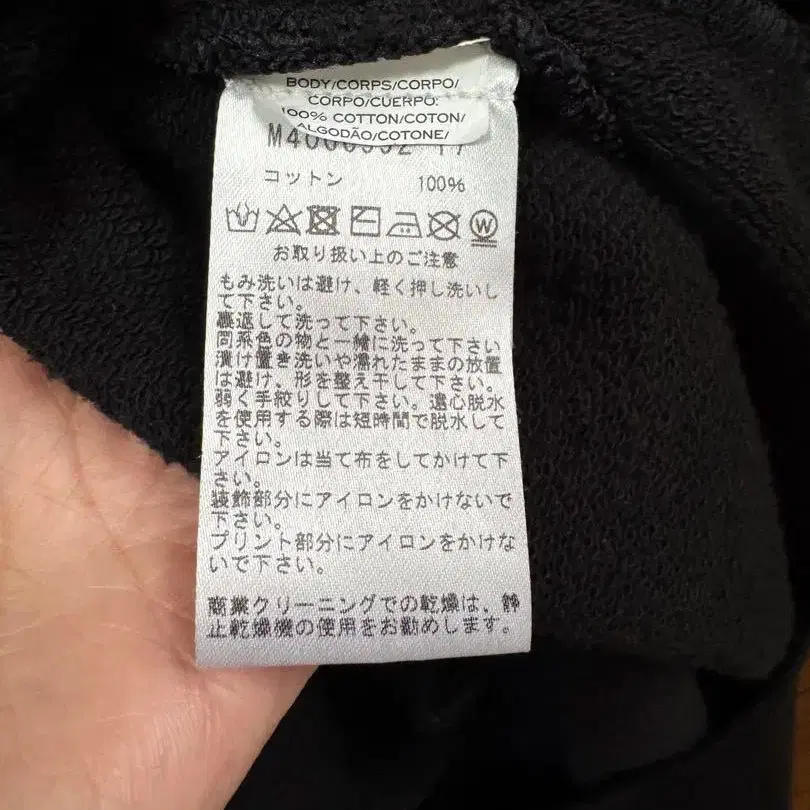 BODY/CORPS/CORPO/
CORPO/CUERPO:
100% COTTON/COTON/
ALGODÃO/COTONE/
コットン 100%
W
お取り扱い上のご注意
もみ洗いは避け、軽く押し洗いし
て下さい。
裏返して洗って下さい。
同系色の物と一緒に洗って下さい
漬け置き洗いや濡れたままの放置
は避け、形を整え干して下さい。
弱く手絞りして下さい。遠心脱水
を使用する際は短時間で脱水して
下さい。
アイロンは当て布をしてかけて下
さい。
装飾部分にアイロンをかけないで
下さい。
プリント部分にアイロンをかけな
いで下さい。
商業クリーニングでの乾燥は、静
止乾燥機の使用をお勧めします。